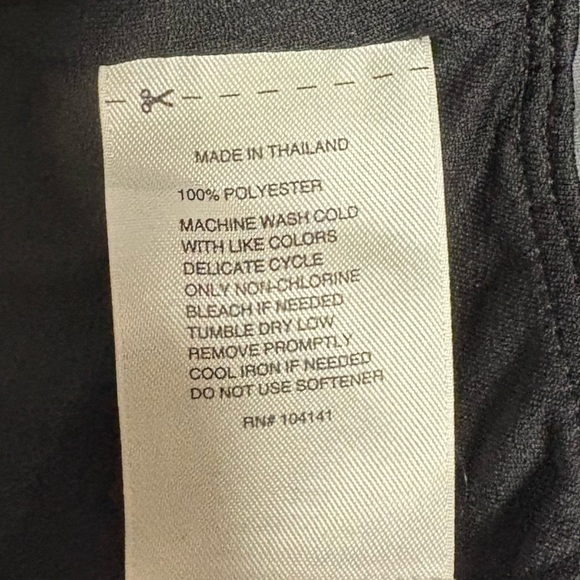 MADE IN THAILAND
100% POLYESTER
MACHINE WASH COLD
WITH LIKE COLORS
DELICATE CYCLE
ONLY NON-CHLORINE
BLEACH IF NEEDED
TUMBLE DRY LOW
REMOVE PROMPTLY
COOL IRON IF NEEDED
DO NOT USE SOFTENER
RN# 104141